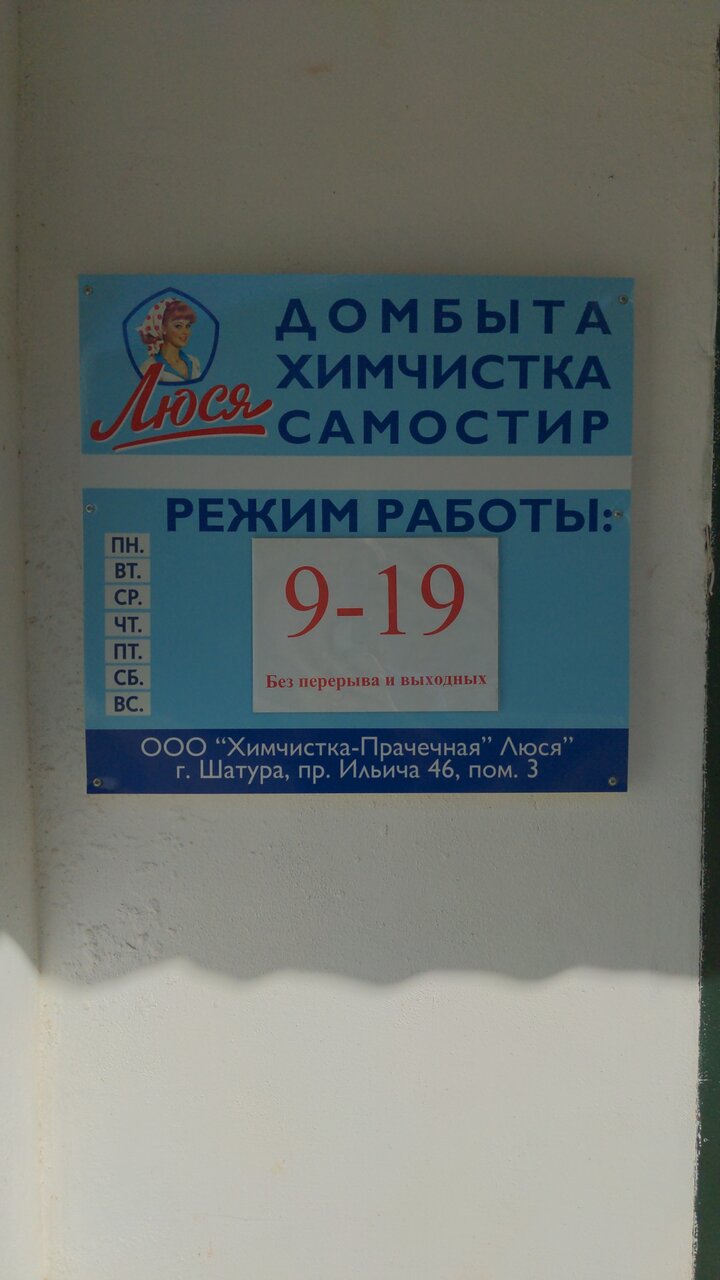 Люся
ДОМБЫТА
ХИМЧИСТКА
САМОСТИР
РЕЖИМ РАБОТЫ:
ПН.
ВТ.
СР.
ЧТ.
ПТ.
СБ.
ВС.
9-19
Без перерыва и выходных
ООО “Химчистка-Прачечная” Люся”
г. Шатура, пр. Ильича 46, пом. 3